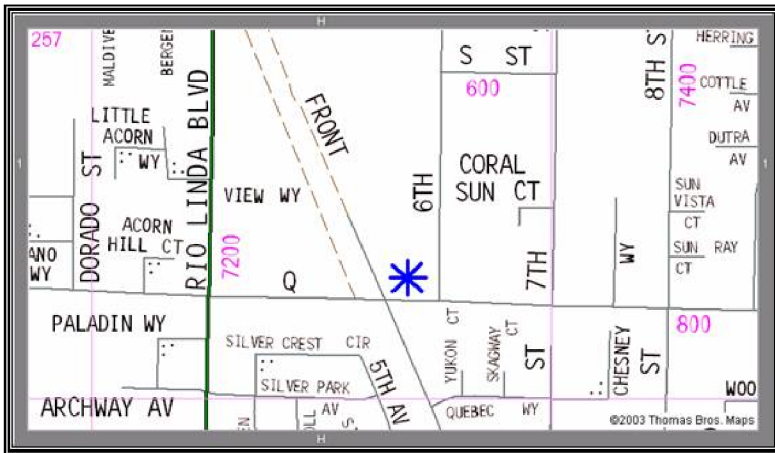 H
257
MALDIVE
BERGEN
RIO LINDA BLVD
FRONT
S ST
600
8TH S
7400
HERRING
COTTLE
AV
DUTRA
AV
LITTLE
ACORN
WY
DORADO ST
VIEW WY
6TH
CORAL
SUN CT
SUN
VISTA
CT
SUN RAY
CT
1
1
ACORN
HILL CT
ANO
WY
7200
Q
7TH
ST
WY
800
PALADIN WY
SILVER CREST CIR
5TH AV
YUKON CT
SKAGWAY CT
CHESNEY
ST
SILVER PARK
AV
WOO
ARCHWAY AV
EN
OLL
S.
QUEBEC WY
©2003 Thomas Bros. Maps
H